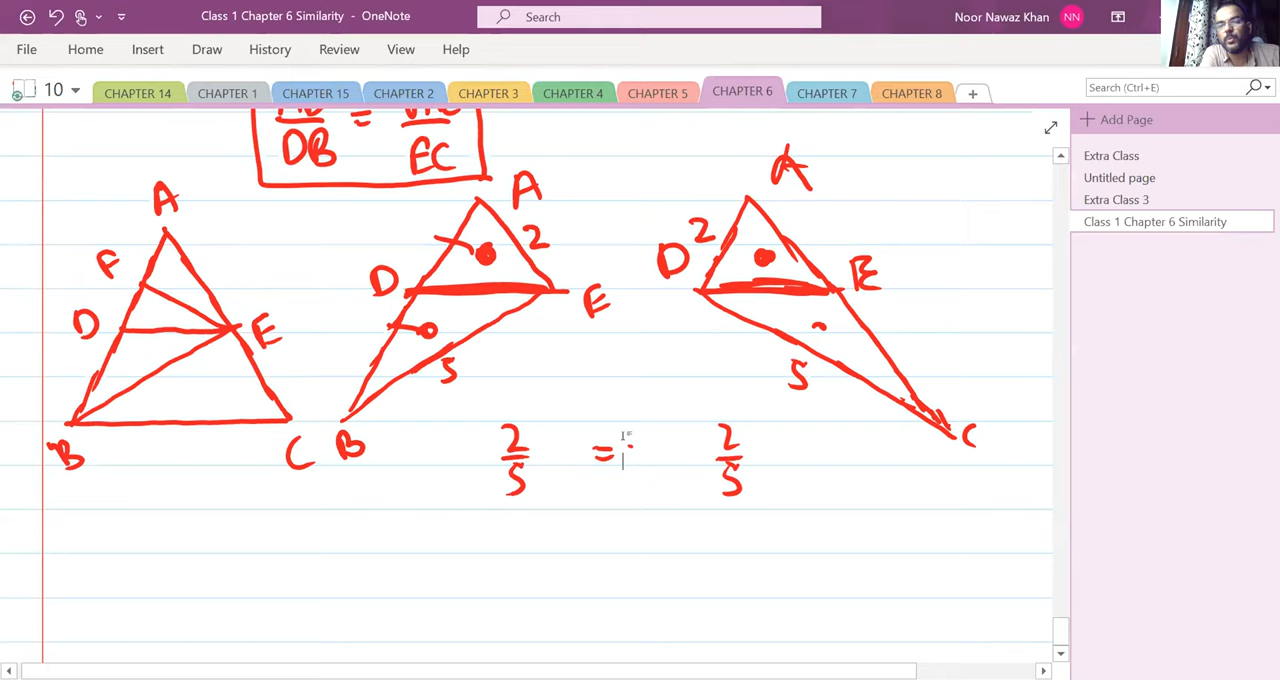 Class 1 Chapter 6 Similarity - OneNote
Search
Noor Nawaz Khan
NN
File Home Insert Draw History Review View Help
10
CHAPTER 14 CHAPTER 1 CHAPTER 15 CHAPTER 2 CHAPTER 3 CHAPTER 4 CHAPTER 5 CHAPTER 6 CHAPTER 7 CHAPTER 8
Search (Ctrl+E)
Add Page
Extra Class
Untitled page
Extra Class 3
Class 1 Chapter 6 Similarity
=
DB EC
A
F
D E
B C
A
2
D E
5
B
A
2
D E
5
C
2/5 = 2/5